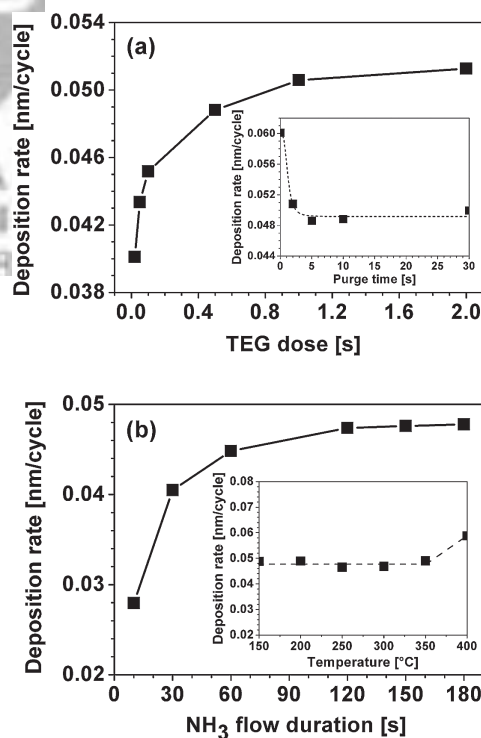 (a)
Deposition rate [nm/cycle]
0.054
0.050
0.046
0.042
0.038
0.0 0.4 0.8 1.2 1.6 2.0
TEG dose [s]
Deposition rate [nm/cycle]
0.060
0.056
0.052
0.048
0.044
0 5 10 15 20 25 30
Purge time [s]
(b)
Deposition rate [nm/cycle]
0.05
0.04
0.03
0.02
0 30 60 90 120 150 180
NH3 flow duration [s]
Deposition rate [nm/cycle]
0.08
0.07
0.06
0.05
0.04
0.03
0.02
150 200 250 300 350 400
Temperature [°C]